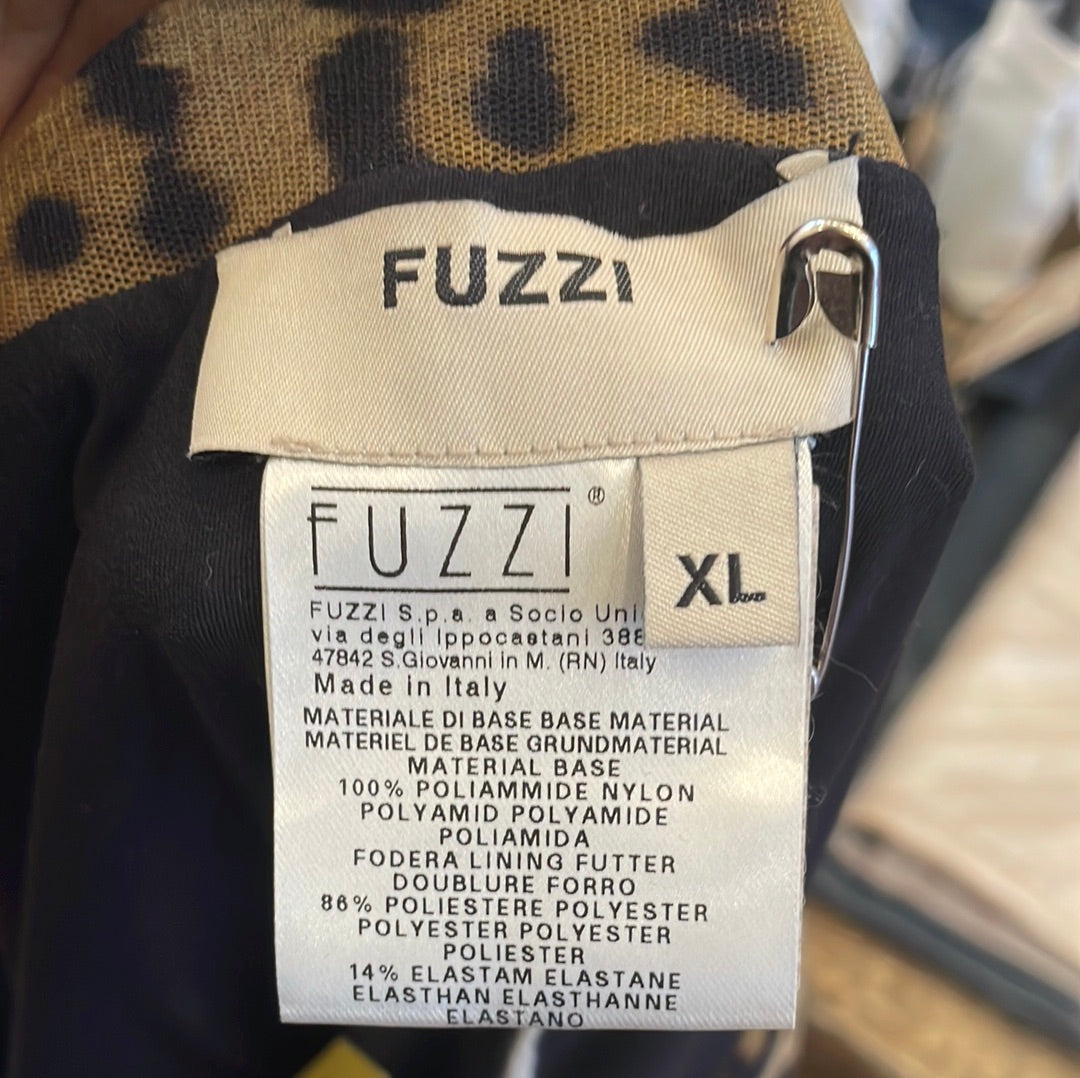 FUZZI
FUZZI®
XL
FUZZI S.p.a. a Socio
via degli Ippocastani 388
47842 S.Giovanni in M. (RN) Italy
Made in Italy
MATERIALE DI BASE BASE MATERIAL
MATERIEL DE BASE GRUNDMATERIAL
MATERIAL BASE
100% POLIAMMIDE NYLON
POLYAMID POLYAMIDE
POLIAMIDA
FODERA LINING FUTTER
DOUBLURE FORRO
86% POLIESTERE POLYESTER
POLYESTER POLYESTER
POLIESTER
14% ELASTAM ELASTANE
ELASTHAN ELASTHANNE
ELASTANO